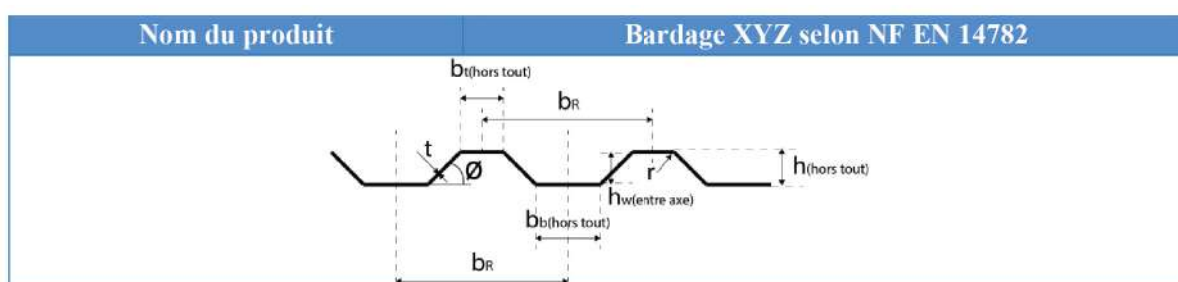 Nom du produit
Bardage XYZ selon NF EN 14782
bt(hors tout)
bR
t
Ø
r
h(hors tout)
hw(entre axe)
bb(hors tout)
bR